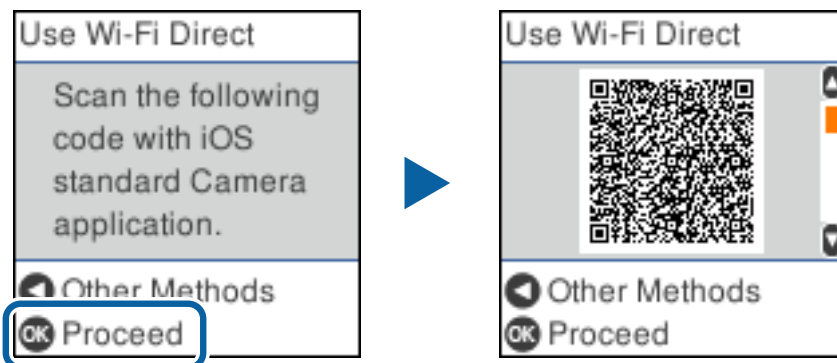 Use Wi-Fi Direct
Scan the following
code with iOS
standard Camera
application.
Other Methods
OK Proceed
Use Wi-Fi Direct
Other Methods
OK Proceed